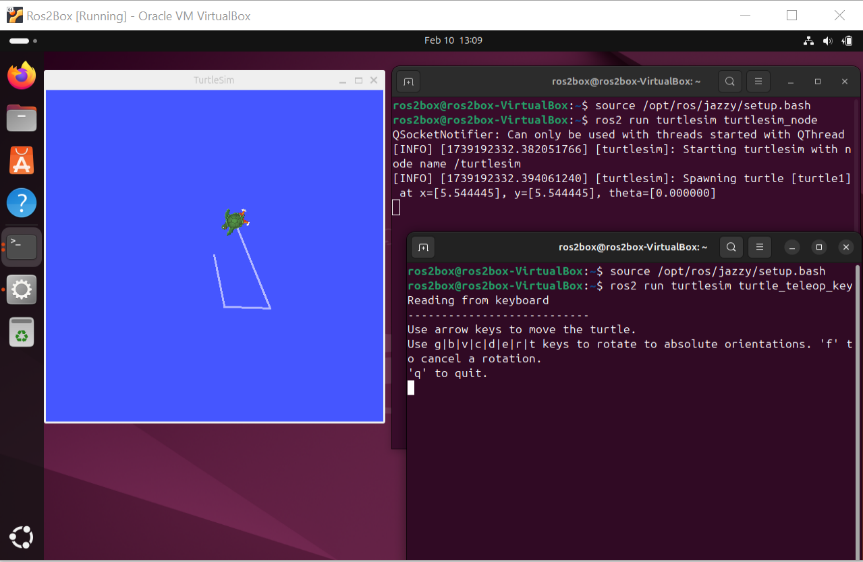 Ros2Box [Running] - Oracle VM VirtualBox
Feb 10 13:09
TurtleSim
ros2box@ros2box-VirtualBox: ~
ros2box@ros2box-VirtualBox:~$ source /opt/ros/jazzy/setup.bash
ros2box@ros2box-VirtualBox:~$ ros2 run turtlesim turtlesim_node
QSocketNotifier: Can only be used with threads started with QThread
[INFO] [1739192332.382051766] [turtlesim]: Starting turtlesim with n
ode name /turtlesim
[INFO] [1739192332.394061240] [turtlesim]: Spawning turtle [turtle1]
at x=[5.544445], y=[5.544445], theta=[0.000000]
ros2box@ros2box-VirtualBox: ~
ros2box@ros2box-VirtualBox:~$ source /opt/ros/jazzy/setup.bash
ros2box@ros2box-VirtualBox:~$ ros2 run turtlesim turtle_teleop_key
Reading from keyboard
---------------------------
Use arrow keys to move the turtle.
Use g|b|v|c|d|e|r|t keys to rotate to absolute orientations. 'f' t
o cancel a rotation.
'q' to quit.